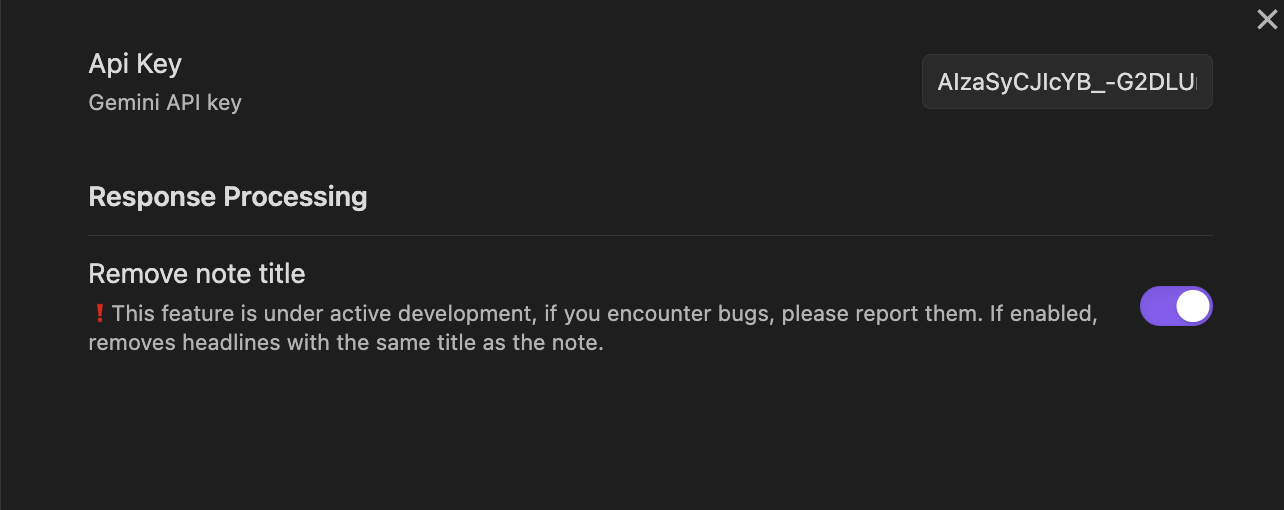 Api Key
AIzaSyCJIcYB_-G2DLU
Gemini API key
Response Processing
Remove note title
❗This feature is under active development, if you encounter bugs, please report them. If enabled,
removes headlines with the same title as the note.